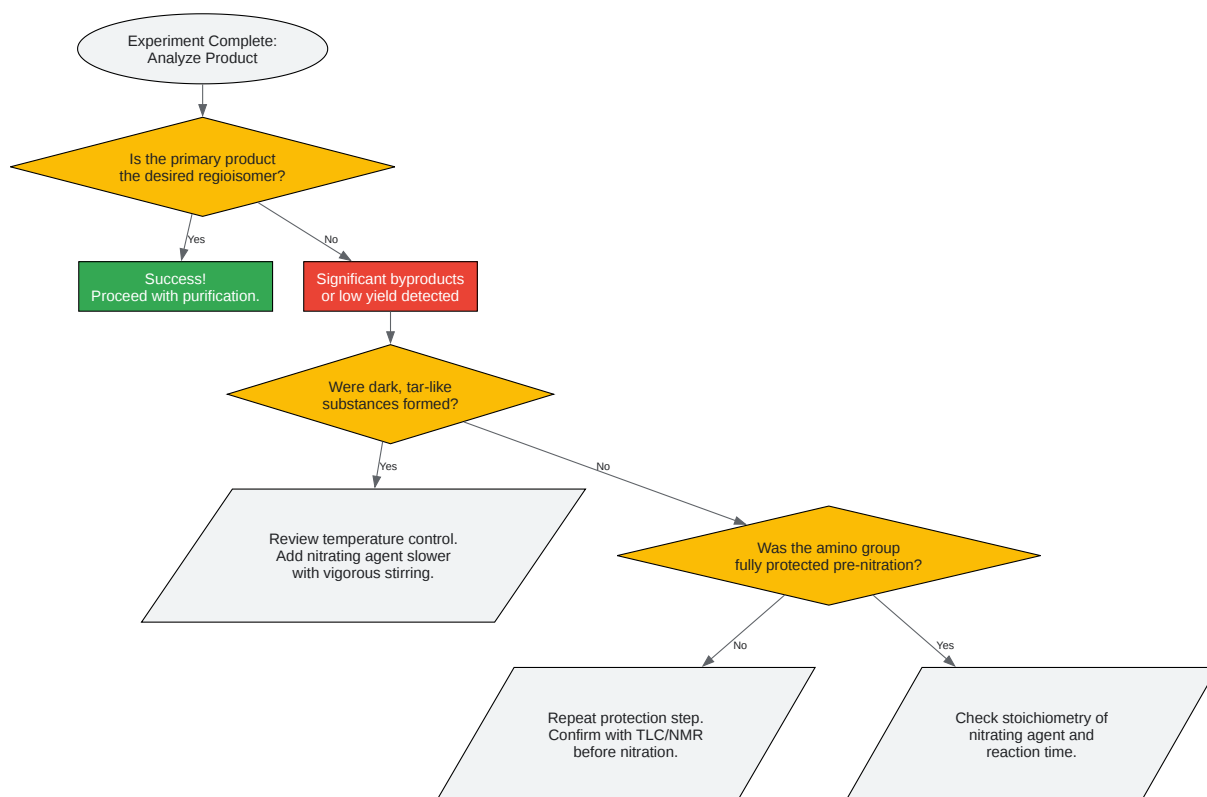 Experiment Complete:
Analyze Product
Is the primary product
the desired regioisomer?
Yes
No
Success!
Proceed with purification.
Significant byproducts
or low yield detected
Were dark, tar-like
substances formed?
Yes
No
Review temperature control.
Add nitrating agent slower
with vigorous stirring.
Was the amino group
fully protected pre-nitration?
No
Yes
Repeat protection step.
Confirm with TLC/NMR
before nitration.
Check stoichiometry of
nitrating agent and
reaction time.